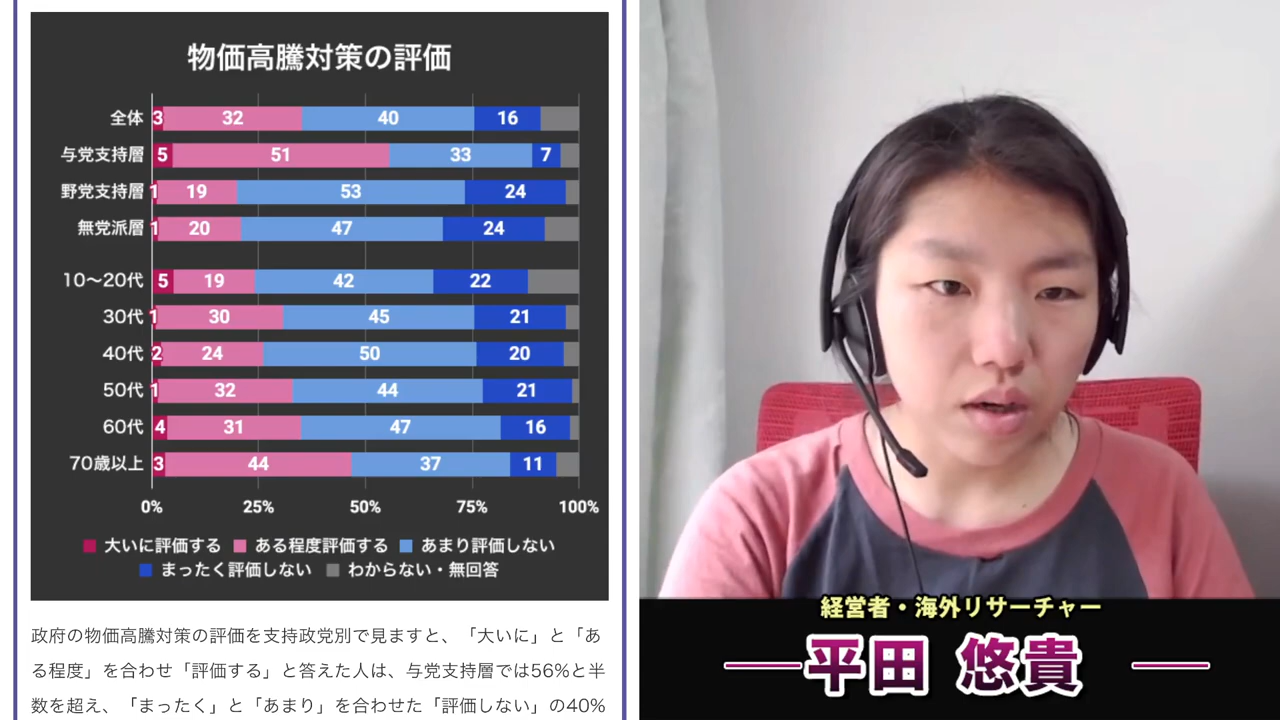 物価高騰対策の評価
全体 3 32 40 16
与党支持層 5 51 33 7
野党支持層 1 19 53 24
無党派層 1 20 47 24
10～20代 5 19 42 22
30代 1 30 45 21
40代 2 24 50 20
50代 1 32 44 21
60代 4 31 47 16
70歳以上 3 44 37 11
0% 25% 50% 75% 100%
大いに評価する ある程度評価する あまり評価しない
まったく評価しない わからない・無回答
政府の物価高騰対策の評価を支持政党別で見ますと、「大いに」と「あ
る程度」を合わせ「評価する」と答えた人は、与党支持層では56%と半
数を超え、「まったく」と「あまり」を合わせた「評価しない」の40%
経営者・海外リサーチャー
平田 悠貴